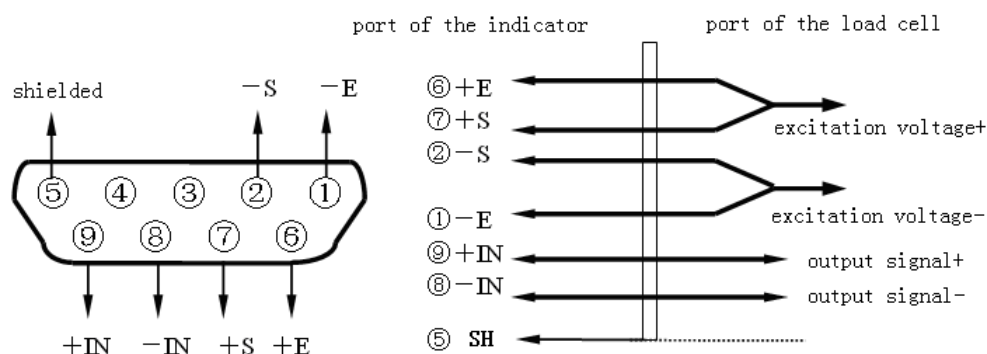 port of the indicator
port of the load cell
shielded
－S
－E
⑤ ④ ③ ② ①
⑨ ⑧ ⑦ ⑥
+IN －IN +S +E
⑥+E
⑦+S
excitation voltage+
②－S
①－E
excitation voltage-
⑨+IN
output signal+
⑧－IN
output signal-
⑤ SH